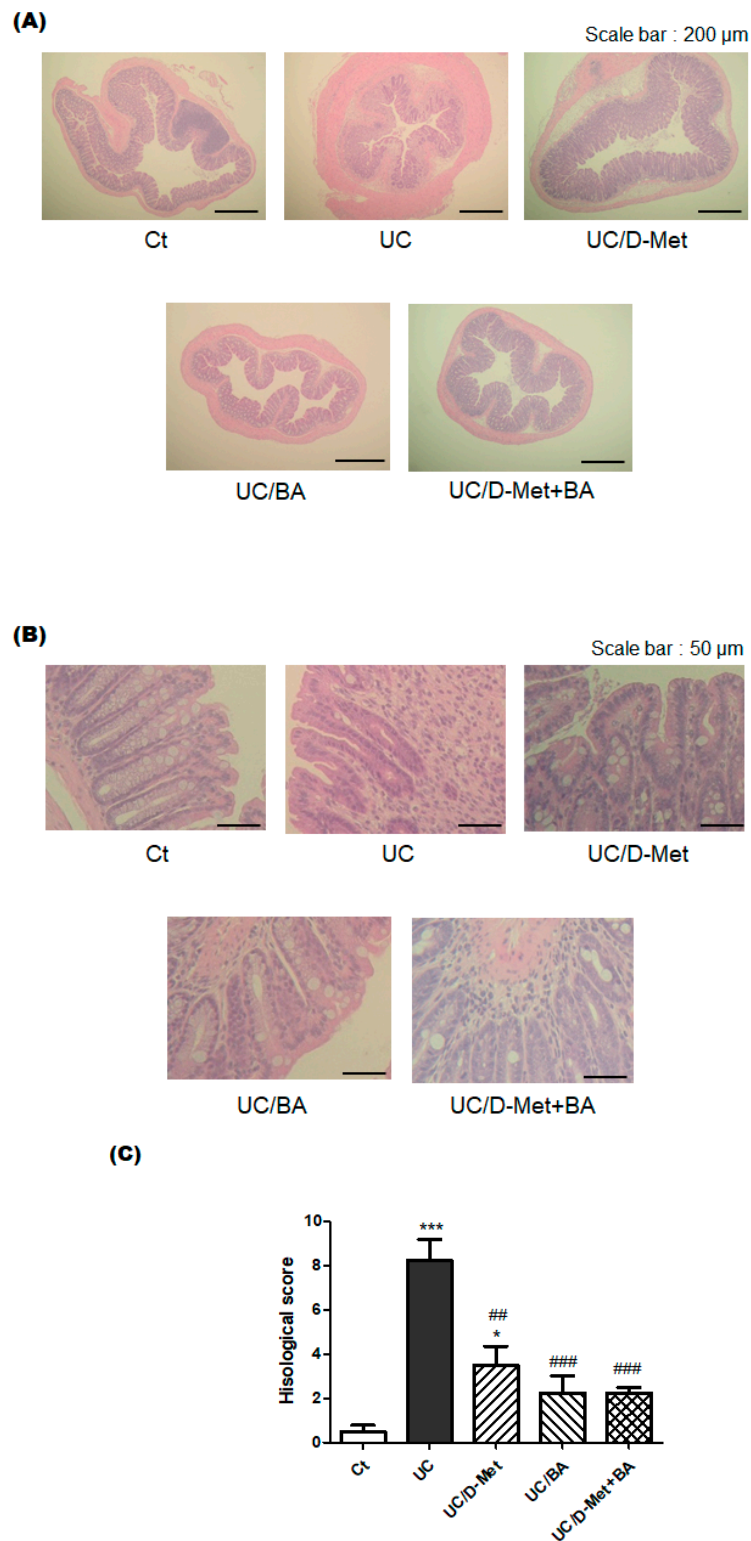 (A)
Scale bar : 200 µm
Ct
UC
UC/D-Met
UC/BA
UC/D-Met+BA
(B)
Scale bar : 50 µm
Ct
UC
UC/D-Met
UC/BA
UC/D-Met+BA
(C)
Hisological score
10
8
6
4
2
0
***
##
*
###
###
Ct
UC
UC/D-Met
UC/BA
UC/D-Met+BA